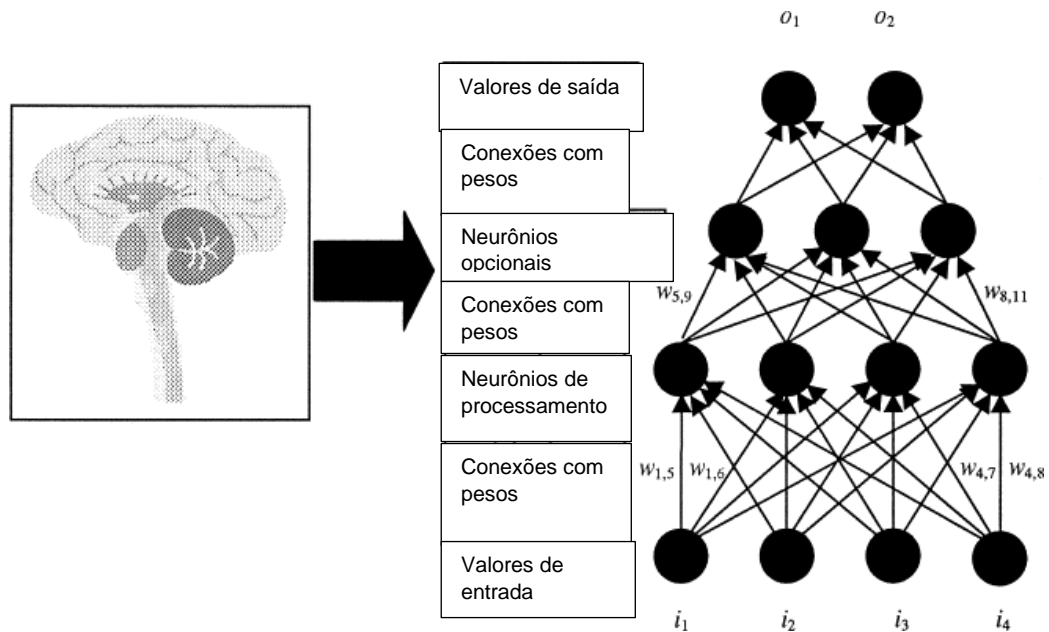 o1 o2
Valores de saída
Conexões com
pesos
Neurônios
opcionais
w5,9 w8,11
Conexões com
pesos
Neurônios de
processamento
Conexões com
pesos
w1,5 w1,6 w4,7 w4,8
Valores de
entrada
i1 i2 i3 i4